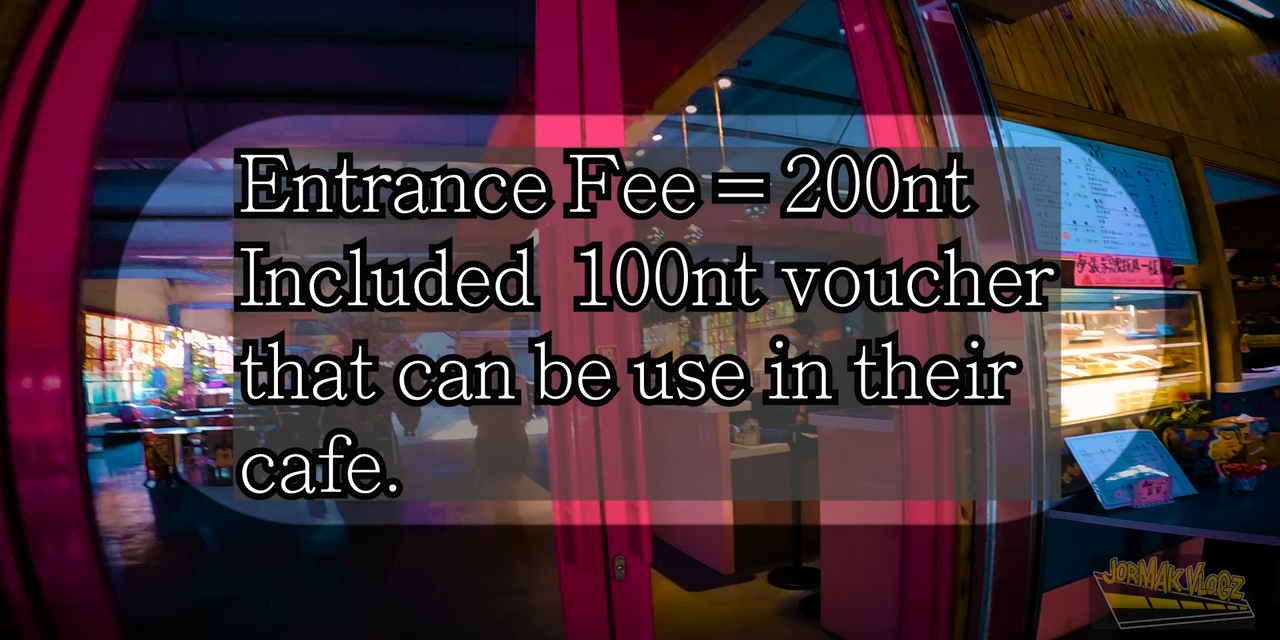 Entrance Fee = 200nt
Included 100nt voucher
that can be use in their
cafe.
JORMAK VLOGZ